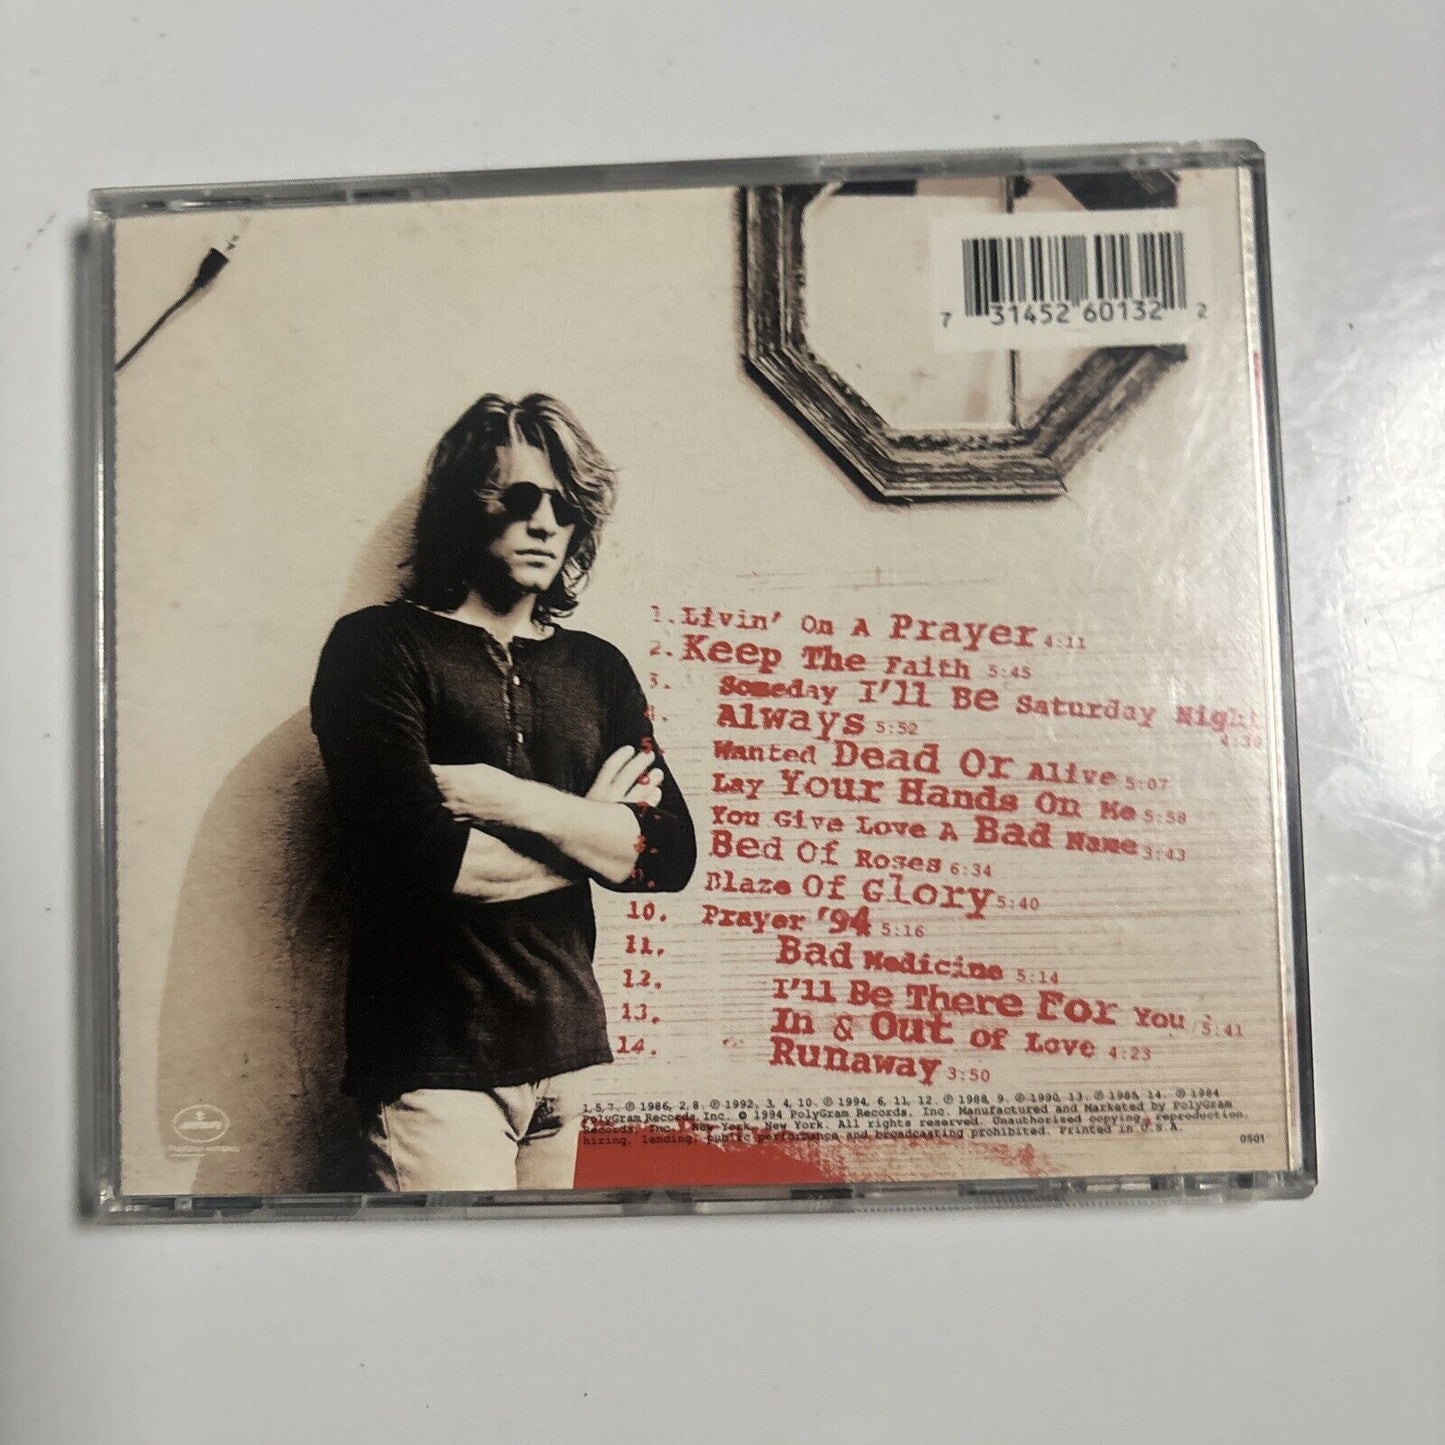 7 31452 60132 2
1. Livin' On A Prayer 4:11
2. Keep The Faith 5:45
3. Someday I'll Be Saturday Night
4:38
4. Always 5:52
5. Wanted Dead Or Alive 5:07
6. Lay Your Hands On Me 5:58
7. You Give Love A Bad Name 3:43
8. Bed Of Roses 6:34
9. Blaze Of Glory 5:40
10. Prayer '94 5:16
11. Bad Medicine 5:14
12. I'll Be There For You 5:41
13. In & Out of Love 4:23
14. Runaway 3:50
1,5,7. ℗ 1986, 2,8. ℗ 1992, 3, 4, 10. ℗ 1994, 6, 11, 12. ℗ 1988, 9. ℗ 1990, 13. ℗ 1985, 14. ℗ 1984
PolyGram Records, Inc. © 1994 PolyGram Records, Inc. Manufactured and Marketed by PolyGram
Records, Inc., New York, New York. All rights reserved. Unauthorized copying, reproduction,
hiring, lending, public performance and broadcasting prohibited. Printed in U.S.A.
0501
mercury